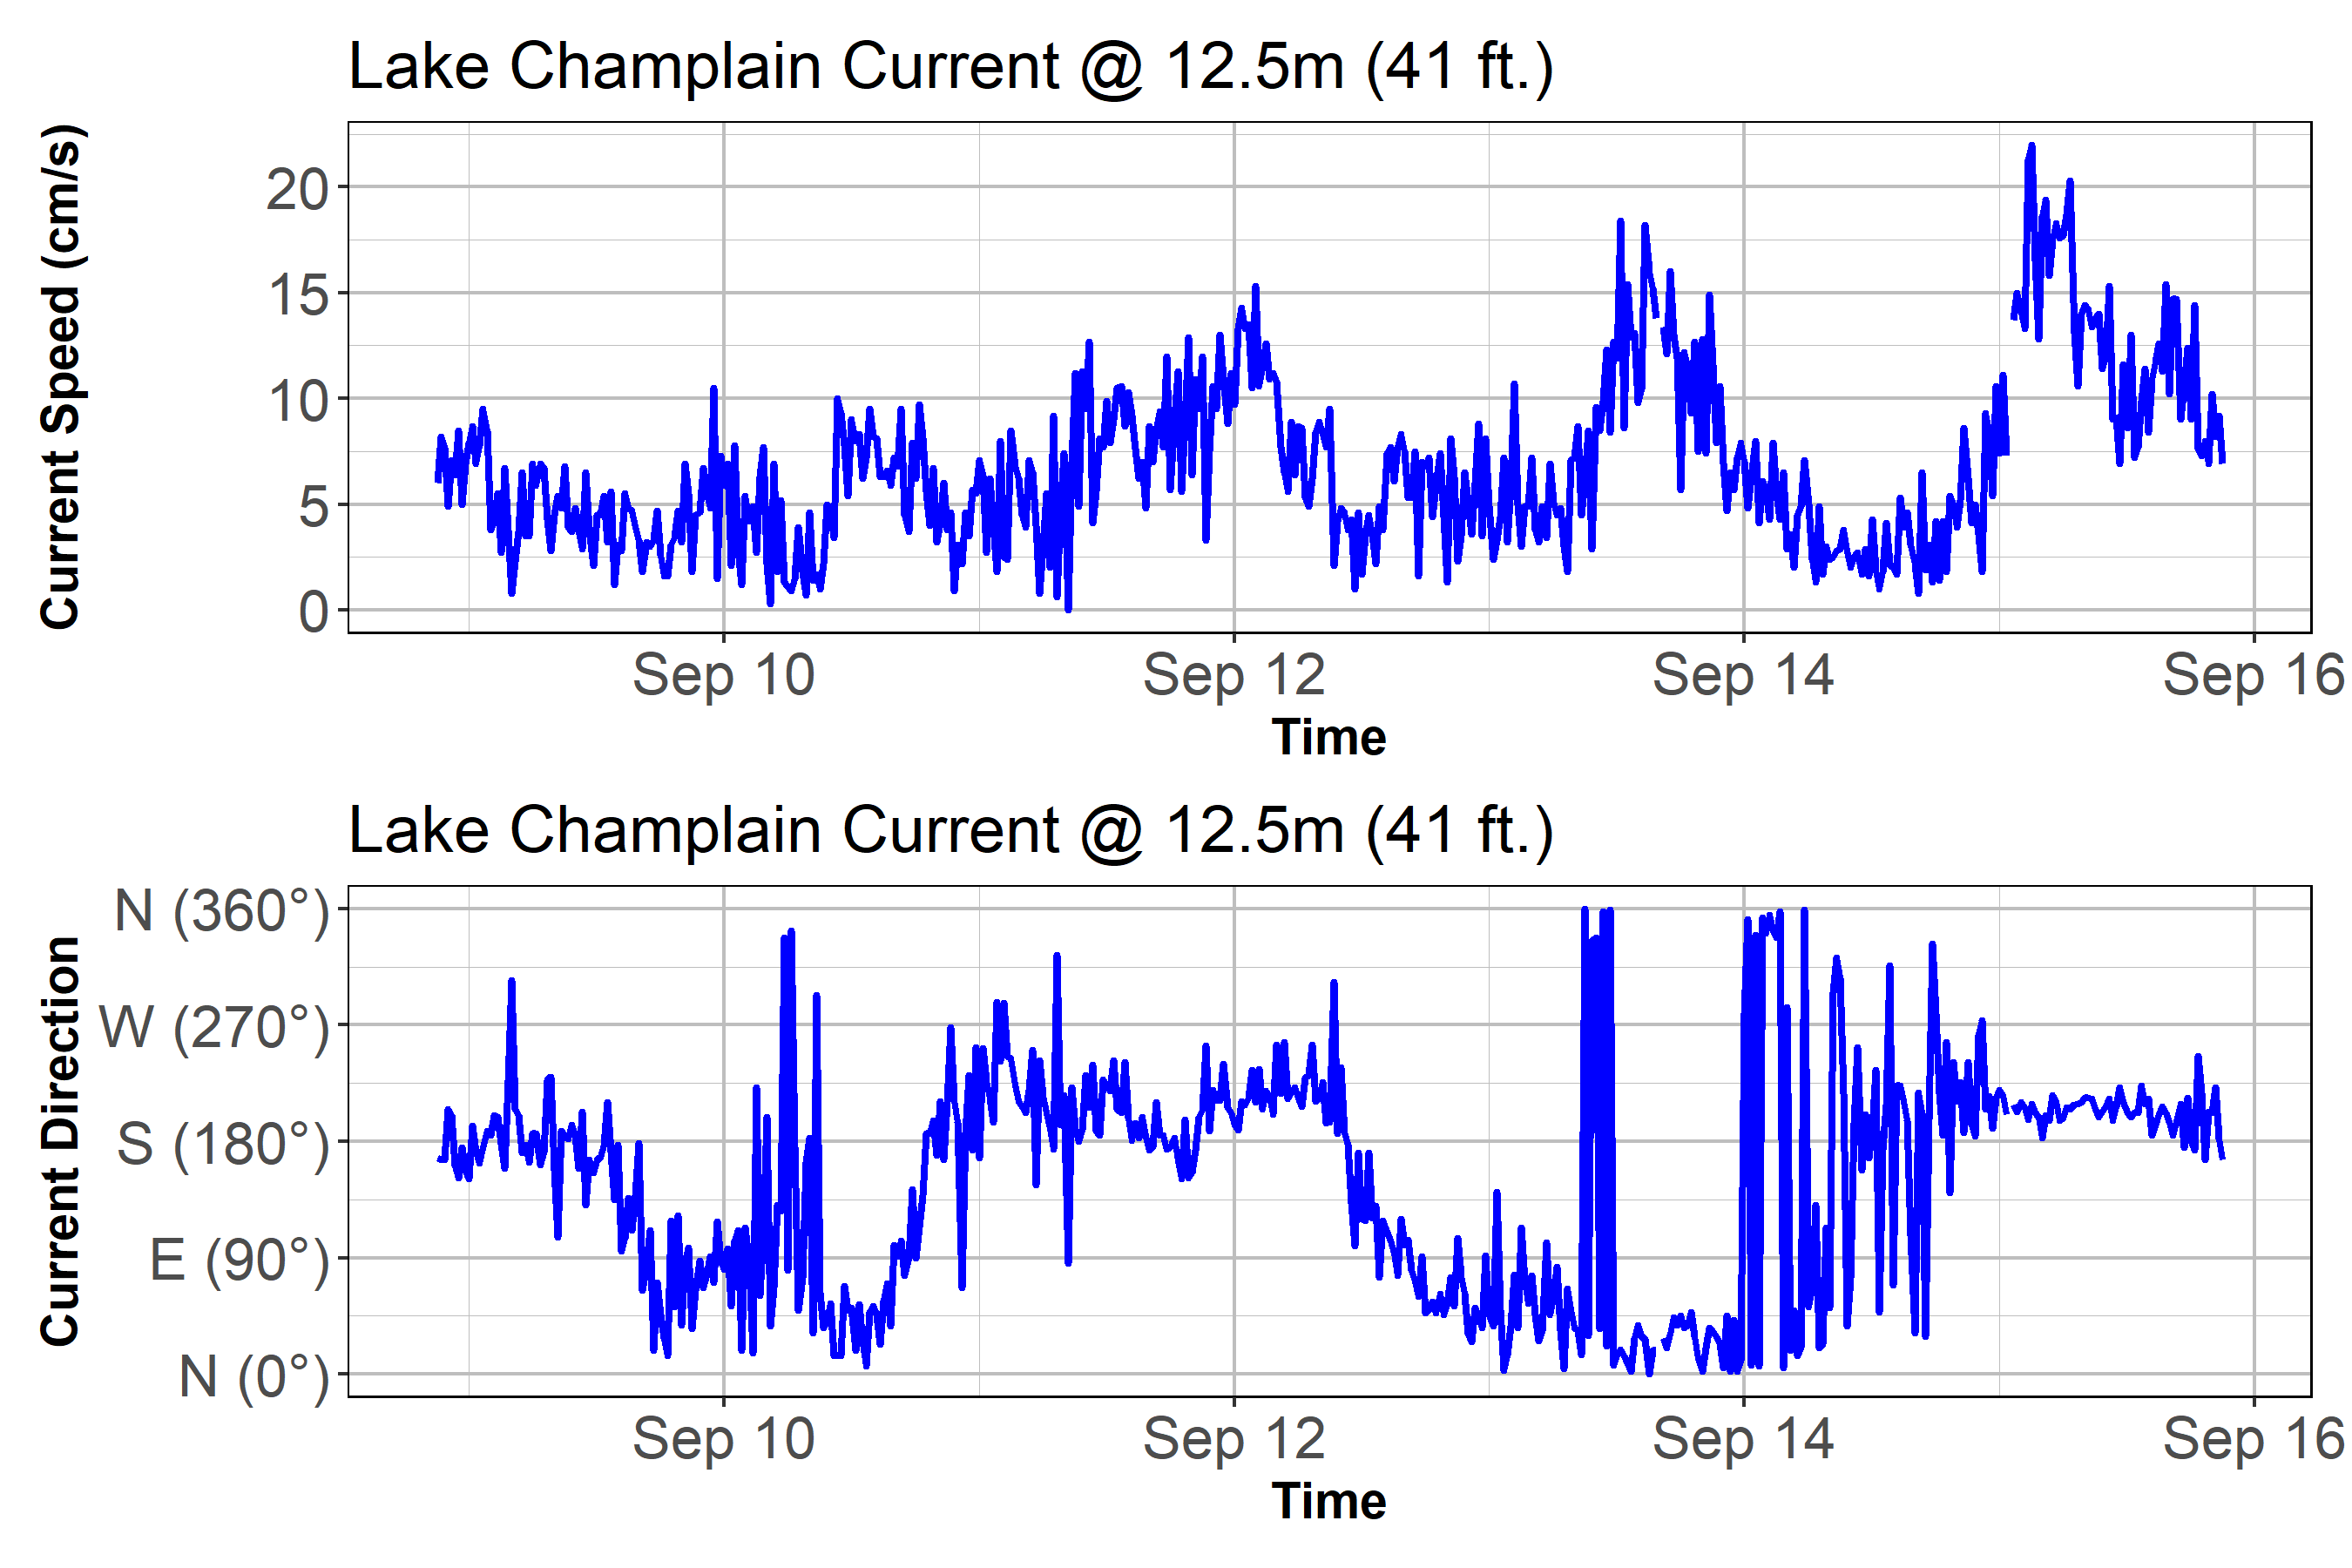 Lake Champlain Current @ 12.5m (41 ft.)
Current Speed (cm/s)
20
15
10
5
0
Sep 10 Sep 12 Sep 14 Sep 16
Time
Lake Champlain Current @ 12.5m (41 ft.)
Current Direction
N (360°)
W (270°)
S (180°)
E (90°)
N (0°)
Sep 10 Sep 12 Sep 14 Sep 16
Time